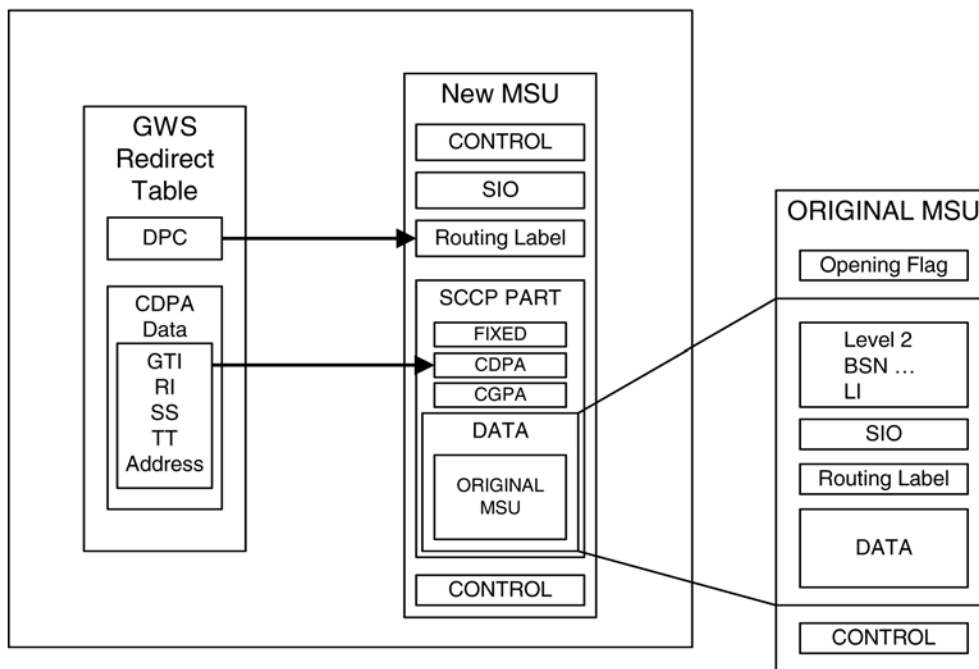 GWS
Redirect
Table
DPC
CDPA
Data
GTI
RI
SS
TT
Address
New MSU
CONTROL
SIO
Routing Label
SCCP PART
FIXED
CDPA
CGPA
DATA
ORIGINAL
MSU
CONTROL
ORIGINAL MSU
Opening Flag
Level 2
BSN ...
LI
SIO
Routing Label
DATA
CONTROL